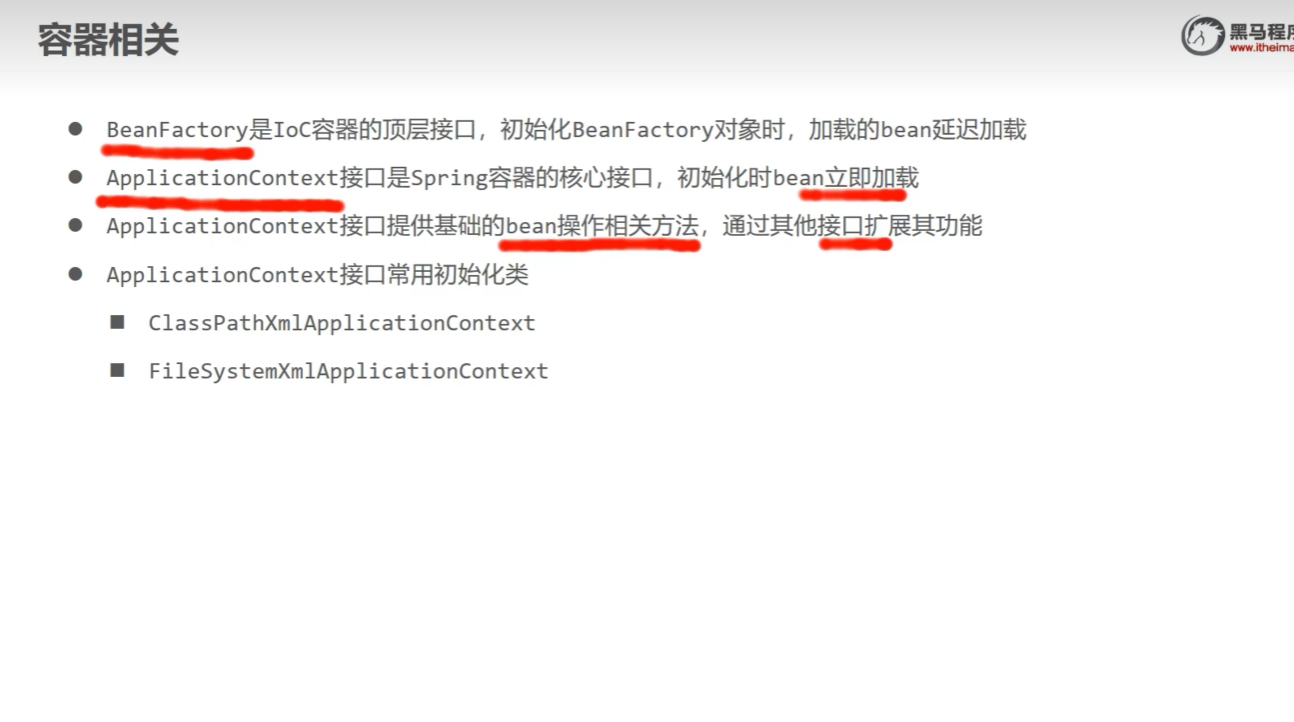 容器相关
黑马程序
www.itheima
● BeanFactory是IoC容器的顶层接口，初始化BeanFactory对象时，加载的bean延迟加载
● ApplicationContext接口是Spring容器的核心接口，初始化时bean立即加载
● ApplicationContext接口提供基础的bean操作相关方法，通过其他接口扩展其功能
● ApplicationContext接口常用初始化类
■ ClassPathXmlApplicationContext
■ FileSystemXmlApplicationContext